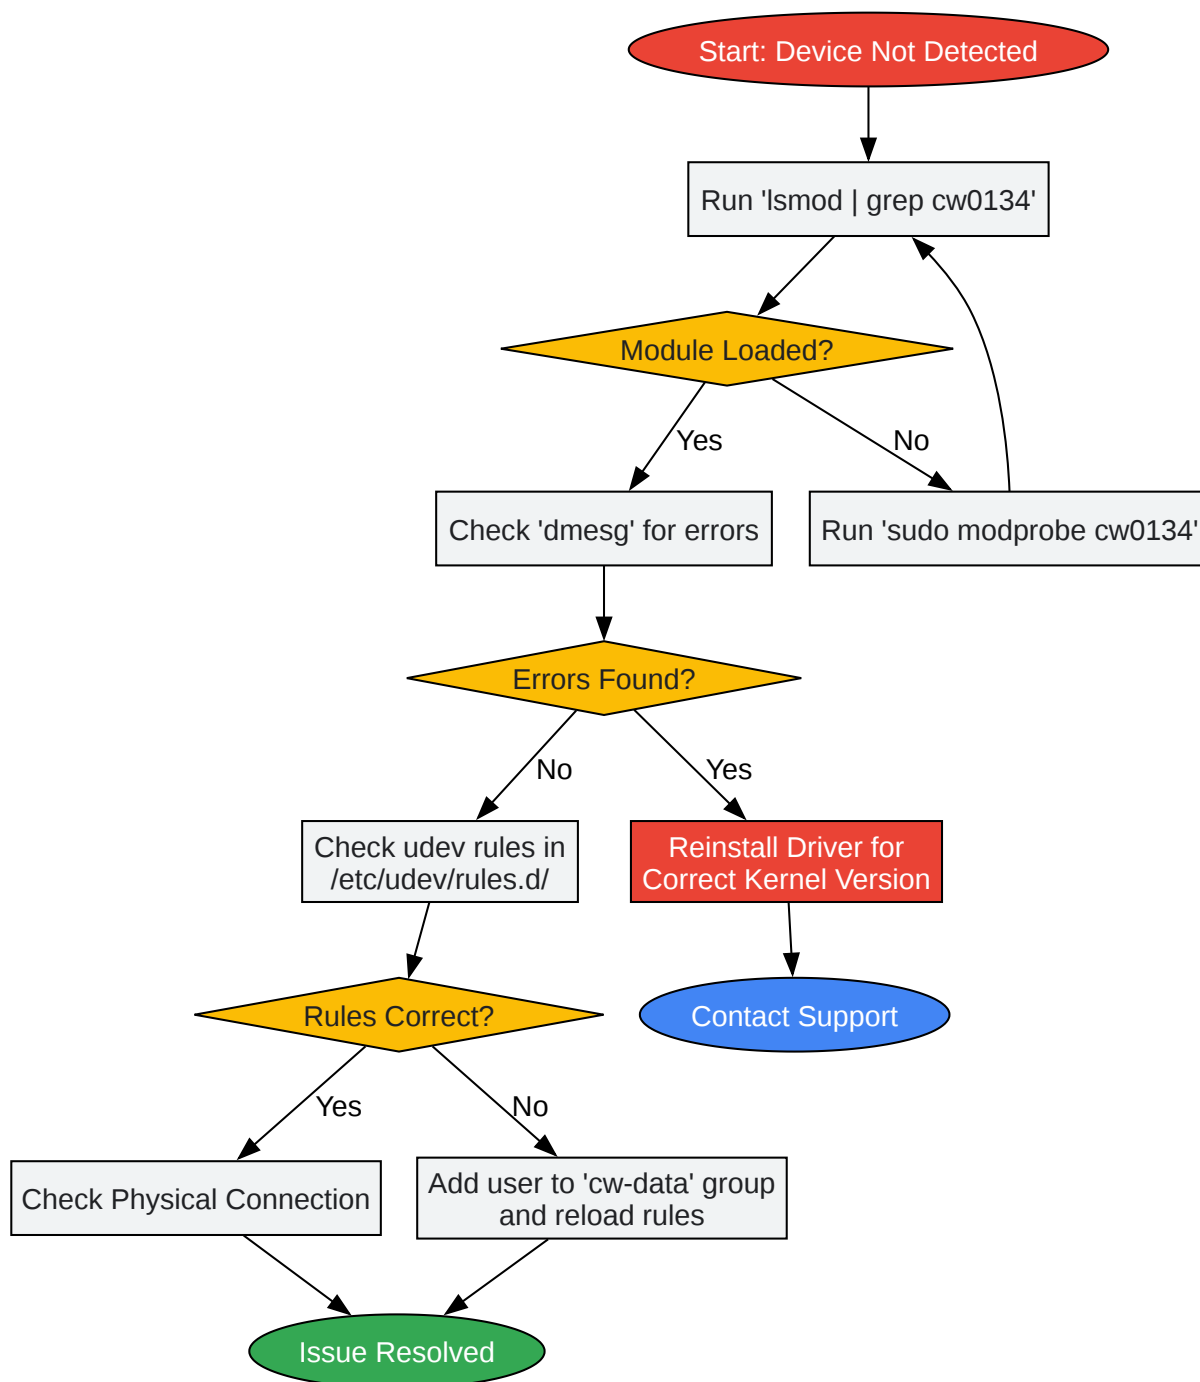 Start: Device Not Detected
Run 'lsmod | grep cw0134'
Module Loaded?
Yes
No
Check 'dmesg' for errors
Run 'sudo modprobe cw0134'
Errors Found?
No
Yes
Check udev rules in
/etc/udev/rules.d/
Reinstall Driver for
Correct Kernel Version
Rules Correct?
Contact Support
Yes
No
Check Physical Connection
Add user to 'cw-data' group
and reload rules
Issue Resolved